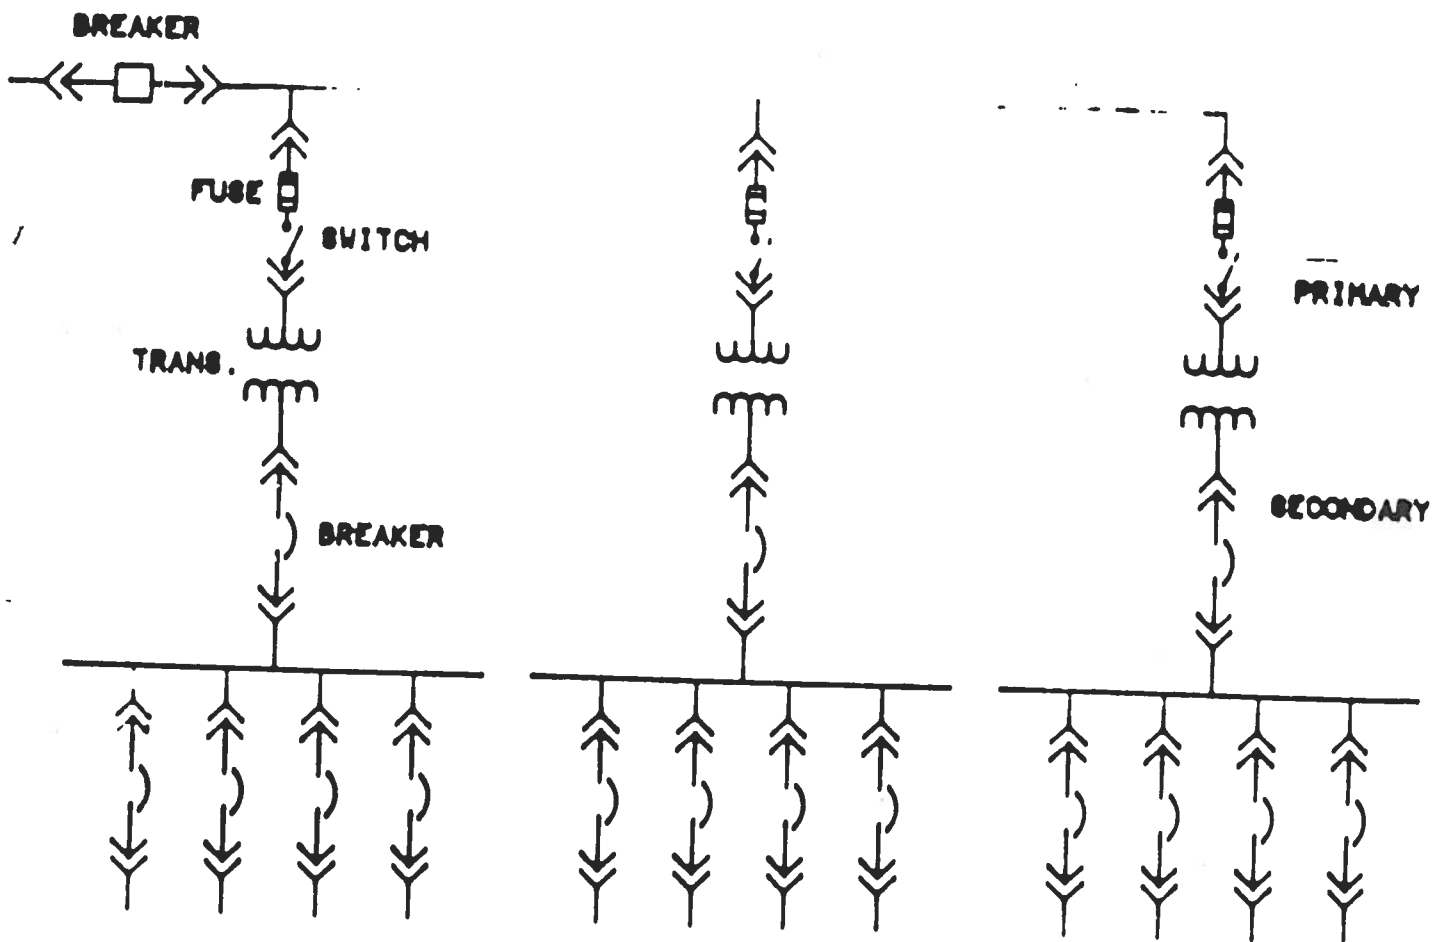 BREAKER
FUSE
SWITCH
PRIMARY
TRANS.
SECONDARY
BREAKER